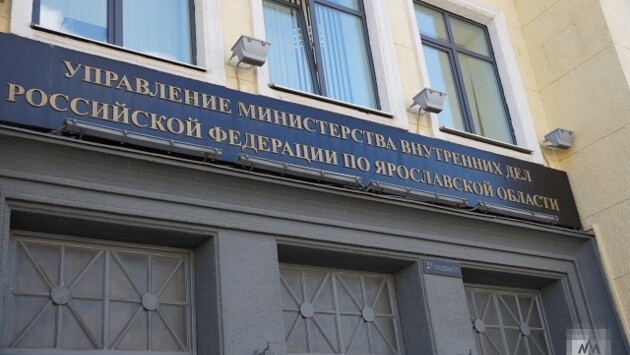 УПРАВЛЕНИЕ МИНИСТЕРСТВА ВНУТРЕННИХ ДЕЛ
РОССИЙСКОЙ ФЕДЕРАЦИИ ПО ЯРОСЛАВСКОЙ ОБЛАСТИ